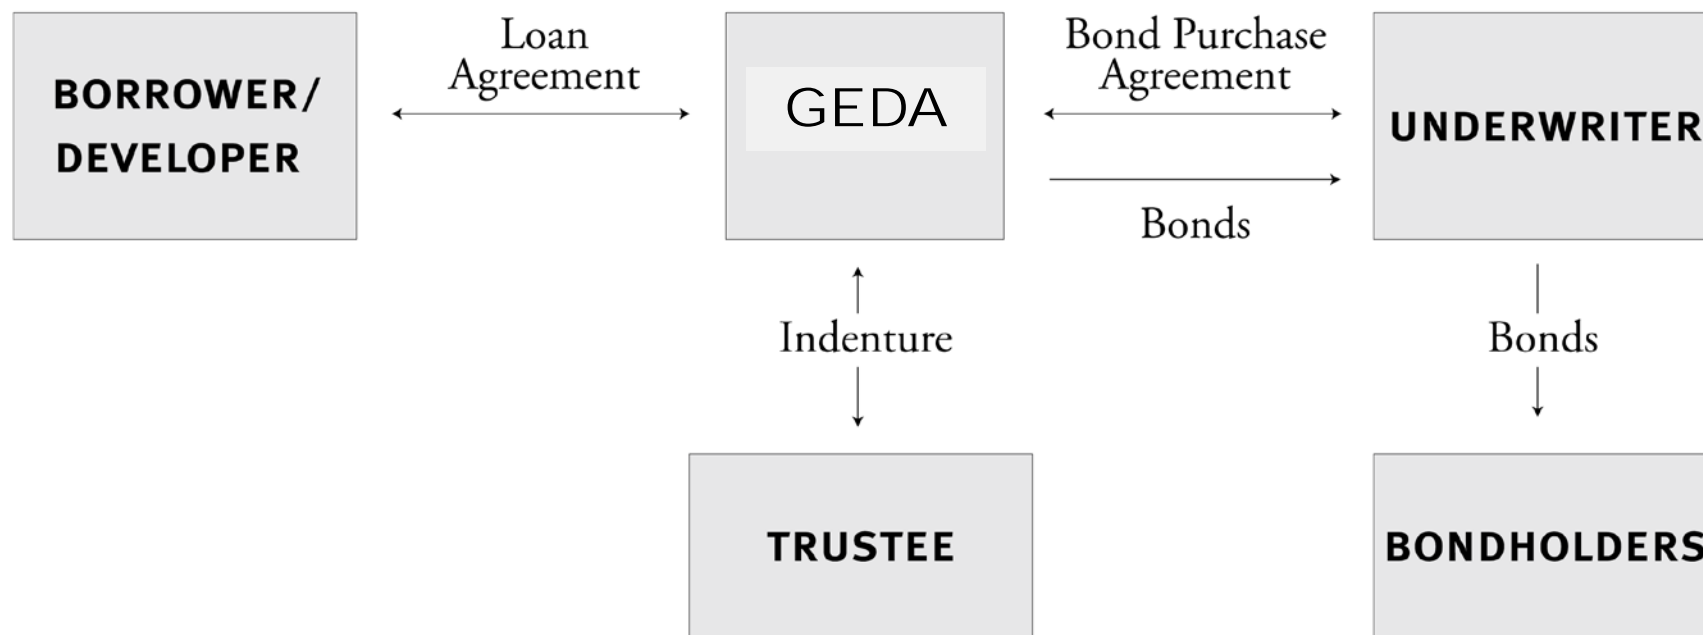 BORROWER/
DEVELOPER
Loan
Agreement
GEDA
Bond Purchase
Agreement
Bonds
UNDERWRITER
Indenture
Bonds
TRUSTEE
BONDHOLDERS